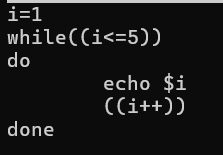 i=1
while((i<=5))
do
        echo $i
        ((i++))
done